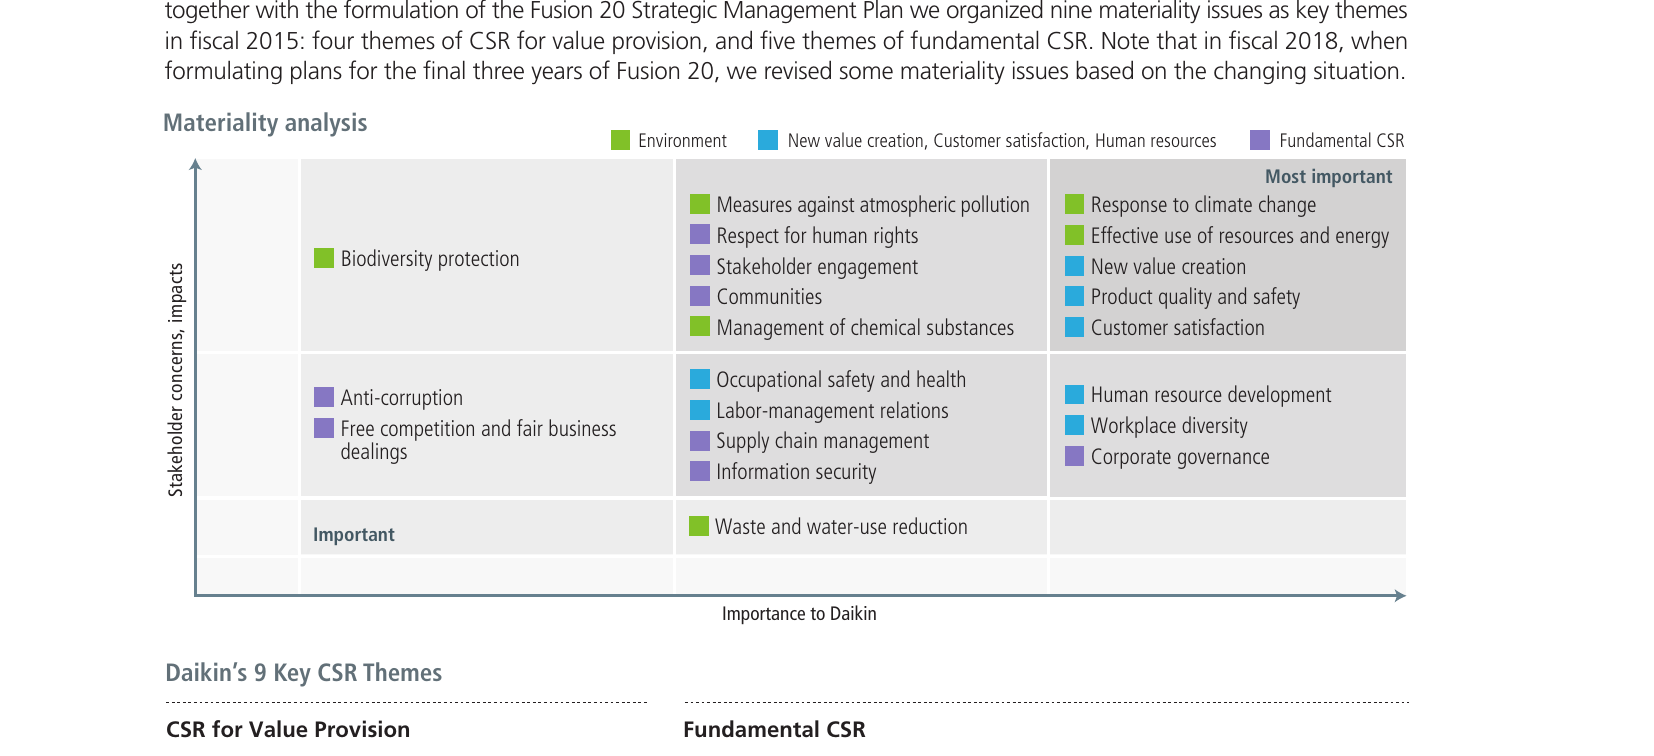 together with the formulation of the Fusion 20 Strategic Management Plan we organized nine materiality issues as key themes
in fiscal 2015: four themes of CSR for value provision, and five themes of fundamental CSR. Note that in fiscal 2018, when
formulating plans for the final three years of Fusion 20, we revised some materiality issues based on the changing situation.
Materiality analysis
Environment
New value creation, Customer satisfaction, Human resources
Fundamental CSR
Stakeholder concerns, impacts
Biodiversity protection
Measures against atmospheric pollution
Respect for human rights
Stakeholder engagement
Communities
Management of chemical substances
Most important
Response to climate change
Effective use of resources and energy
New value creation
Product quality and safety
Customer satisfaction
Anti-corruption
Free competition and fair business
dealings
Occupational safety and health
Labor-management relations
Supply chain management
Information security
Human resource development
Workplace diversity
Corporate governance
Important
Waste and water-use reduction
Importance to Daikin
Daikin's 9 Key CSR Themes
CSR for Value Provision
Fundamental CSR